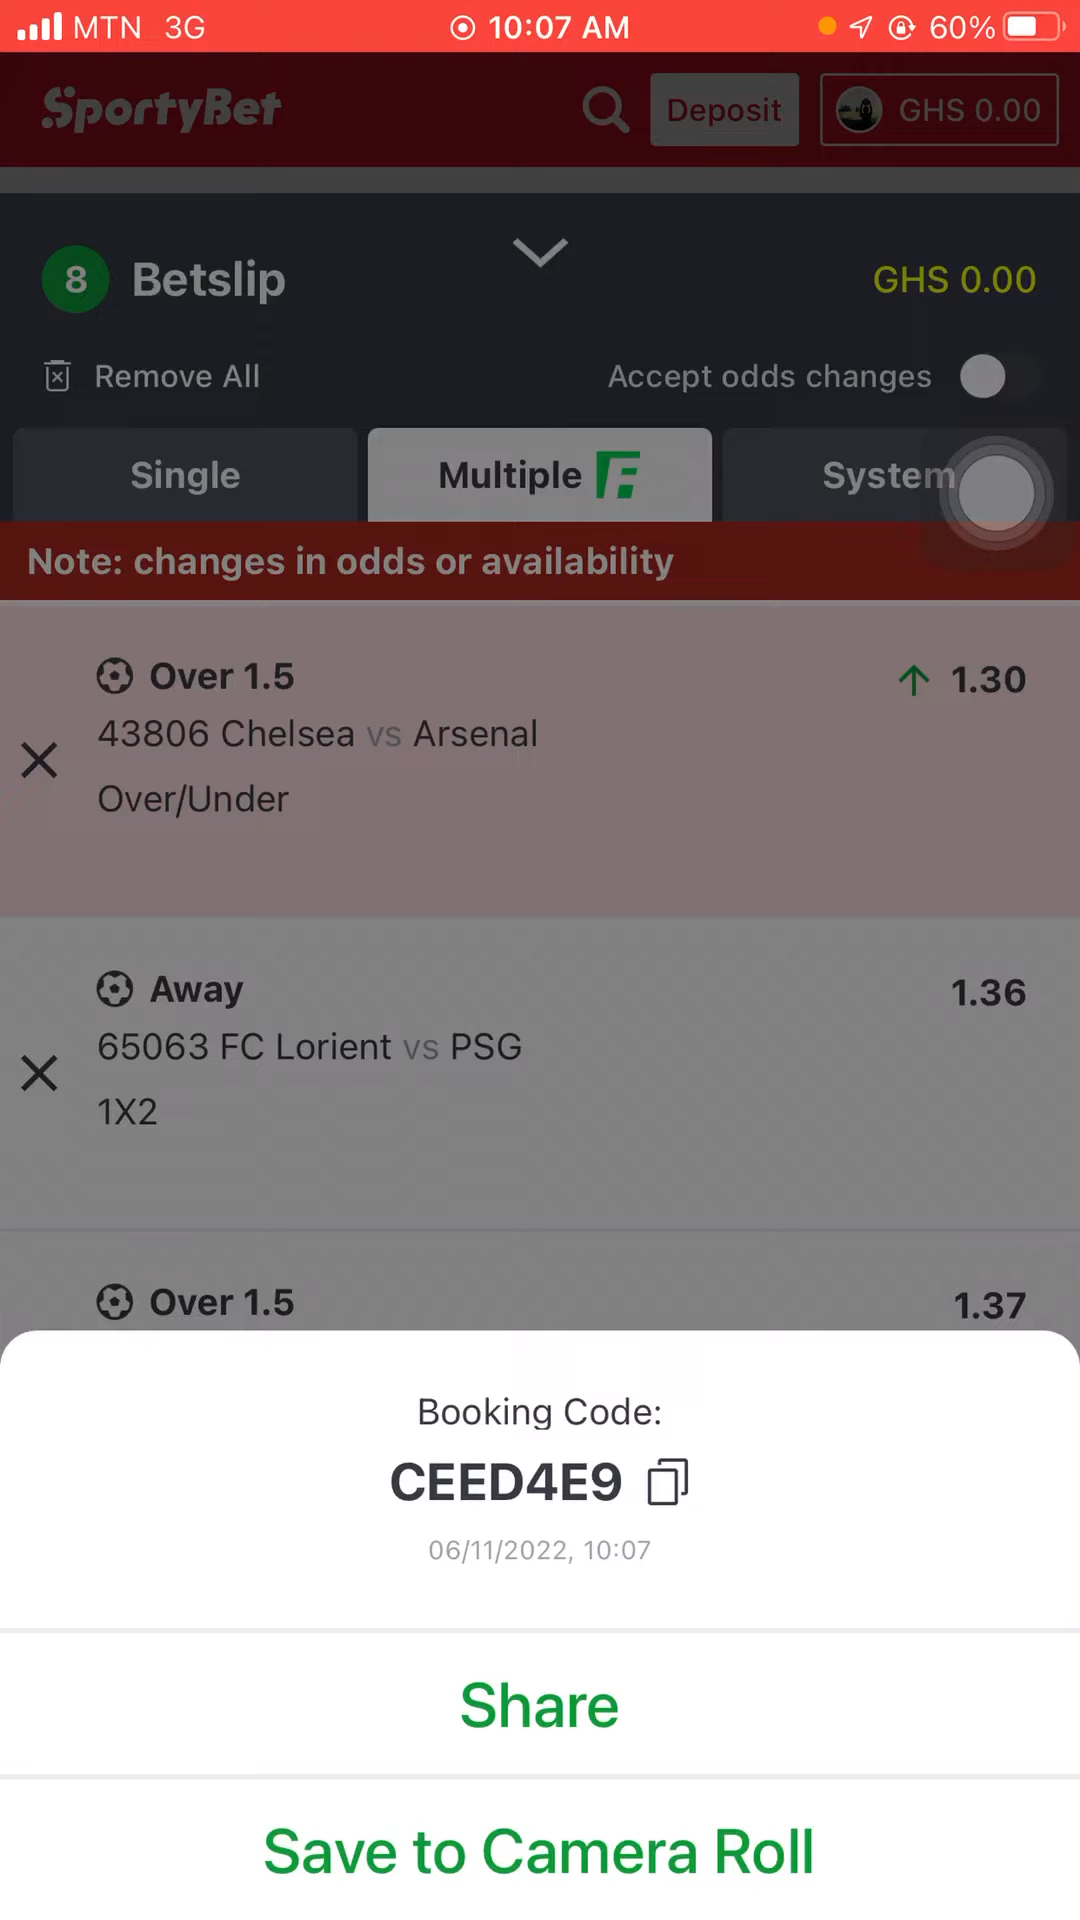 MTN 3G 10:07 AM 60%
SportyBet Deposit GHS 0.00
8 Betslip GHS 0.00
Remove All Accept odds changes
Single Multiple F System
Note: changes in odds or availability
Over 1.5 1.30
43806 Chelsea vs Arsenal
Over/Under
Away 1.36
65063 FC Lorient vs PSG
1X2
Over 1.5 1.37
Booking Code:
CEED4E9
06/11/2022, 10:07
Share
Save to Camera Roll